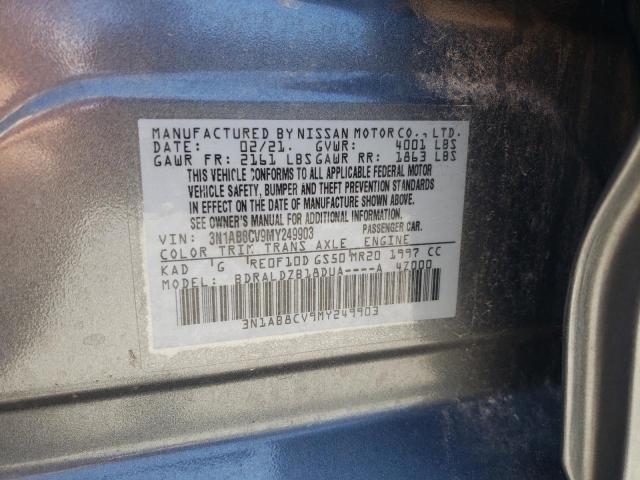 MANUFACTURED BY NISSAN MOTOR CO., LTD.
DATE: 02/21. GVWR: 4001 LBS
GAWR FR: 2161 LBS GAWR RR: 1863 LBS
THIS VEHICLE CONFORMS TO ALL APPLICABLE FEDERAL MOTOR
VEHICLE SAFETY, BUMPER AND THEFT PREVENTION STANDARDS
IN EFFECT ON THE DATE OF MANUFACTURE SHOWN ABOVE.
SEE OWNER'S MANUAL FOR ADDITIONAL INFORMATION.
VIN: 3N1AB8CV9MY249903 PASSENGER CAR.
COLOR TRIM TRANS AXLE ENGINE
KAD G RE0F10D GS50 MR20 1997 CC
MODEL: BDRALDZB18DUA----A 4Z000
3N1AB8CV9MY249903